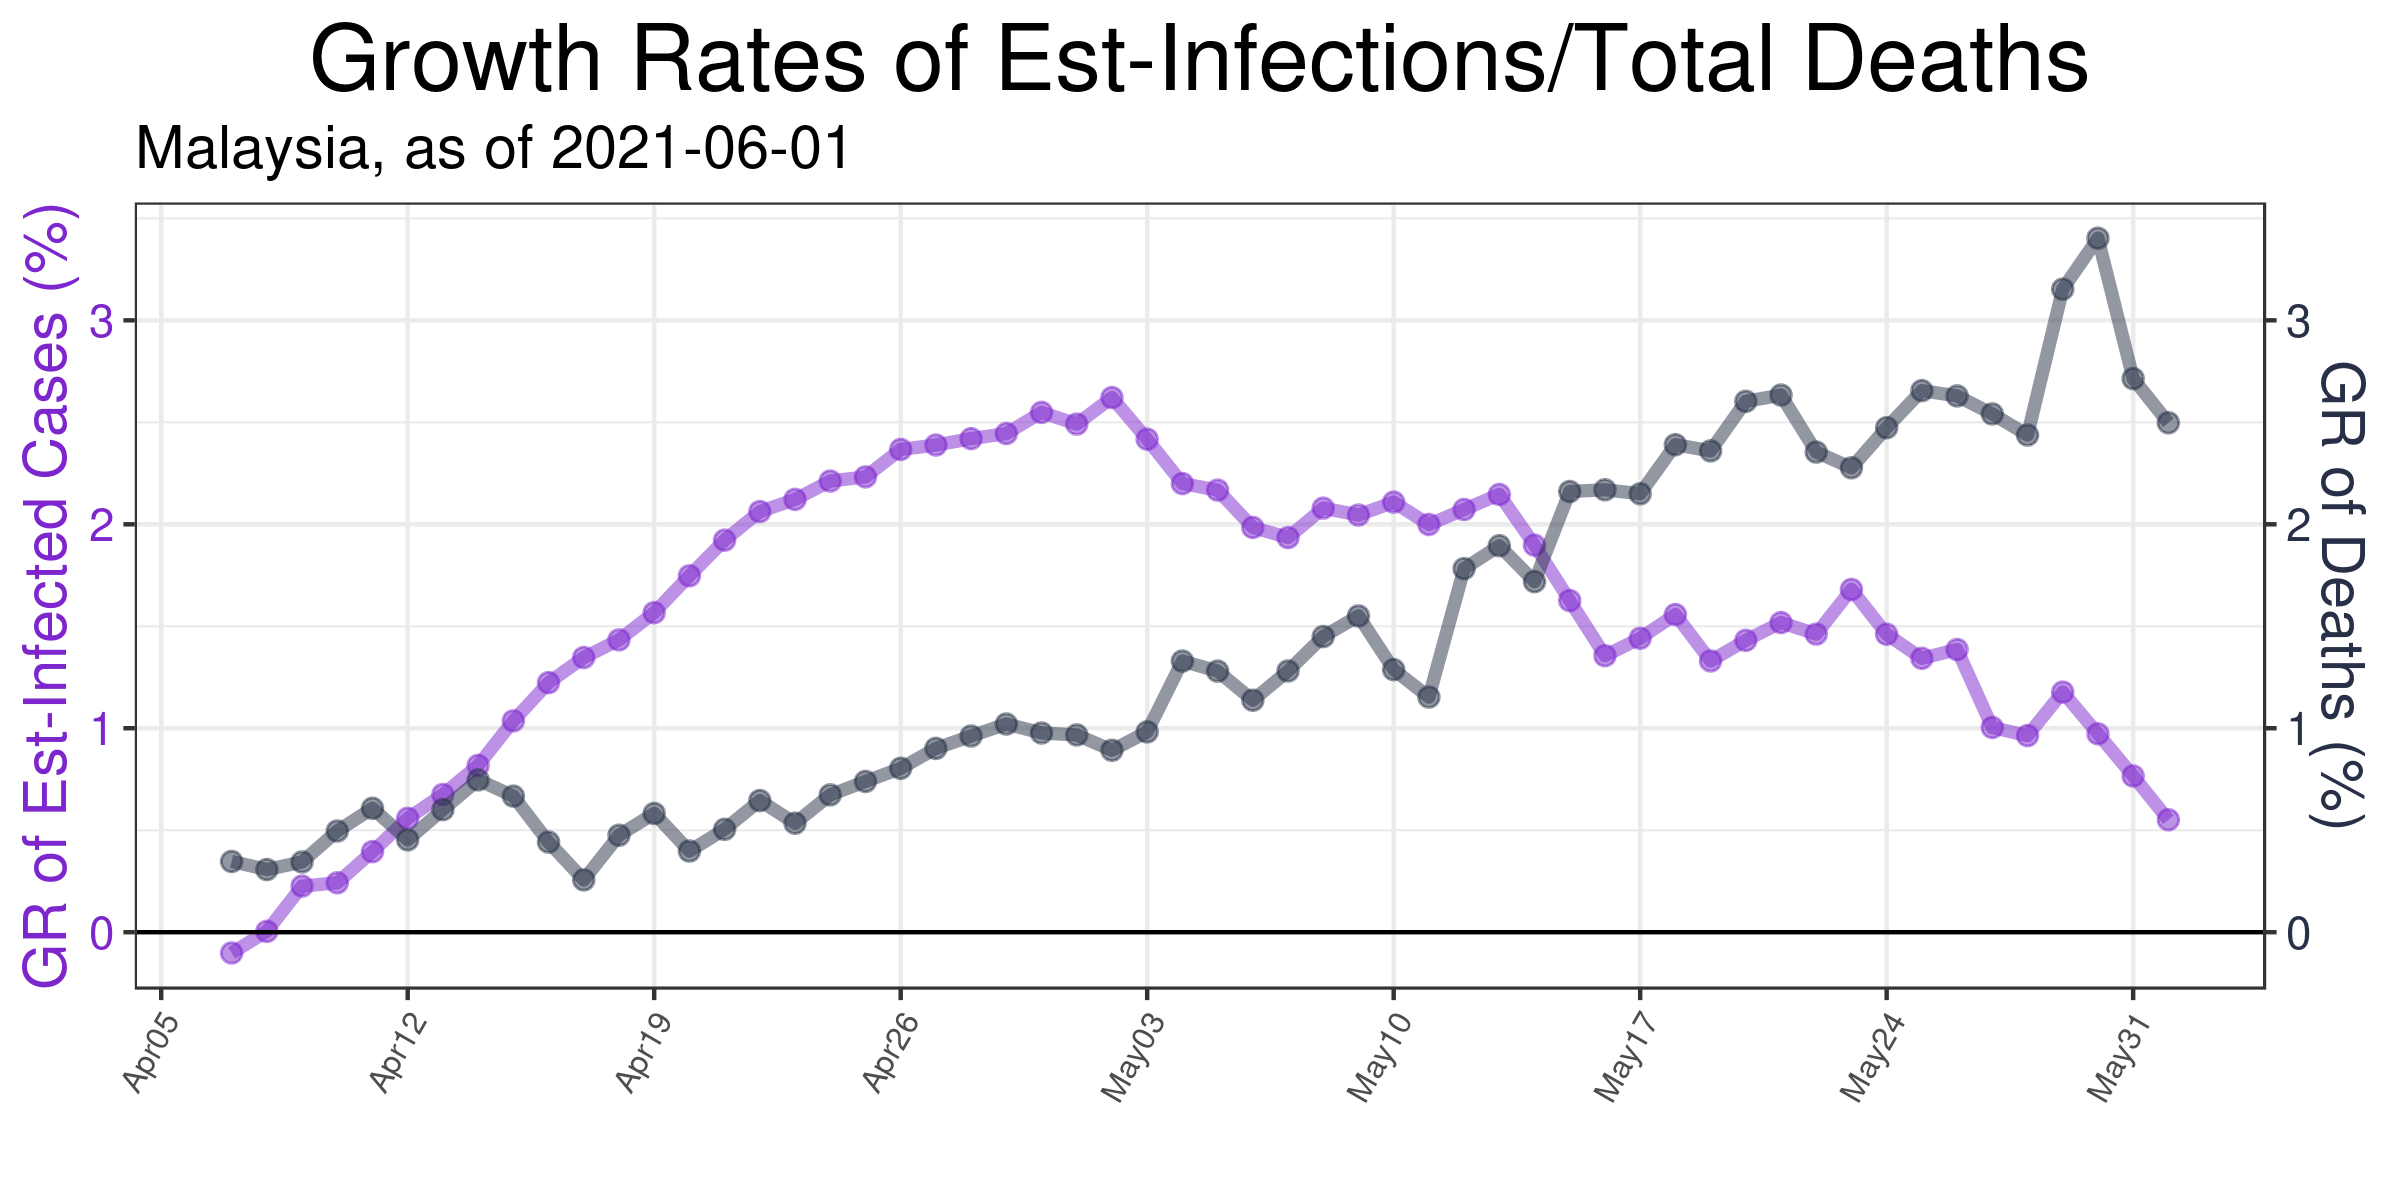 Growth Rates of Est-Infections/Total Deaths
Malaysia, as of 2021-06-01
GR of Est-Infected Cases (%)
3
2
1
0
3
2
1
0
GR of Deaths (%)
Apr05
Apr12
Apr19
Apr26
May03
May10
May17
May24
May31